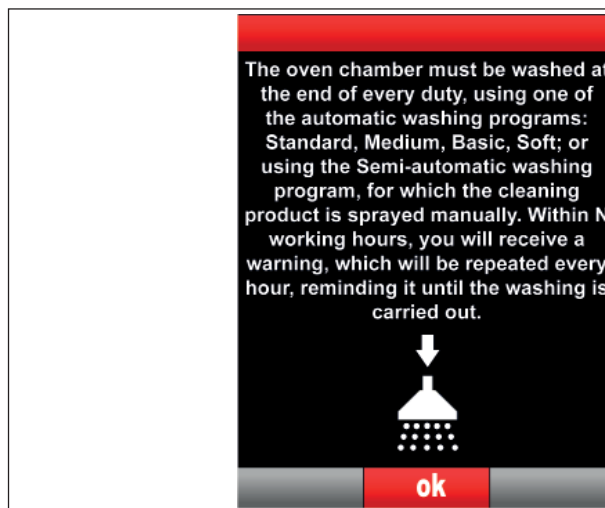 The oven chamber must be washed at
the end of every duty, using one of
the automatic washing programs:
Standard, Medium, Basic, Soft; or
using the Semi-automatic washing
program, for which the cleaning
product is sprayed manually. Within N
working hours, you will receive a
warning, which will be repeated every
hour, reminding it until the washing is
carried out.
ok